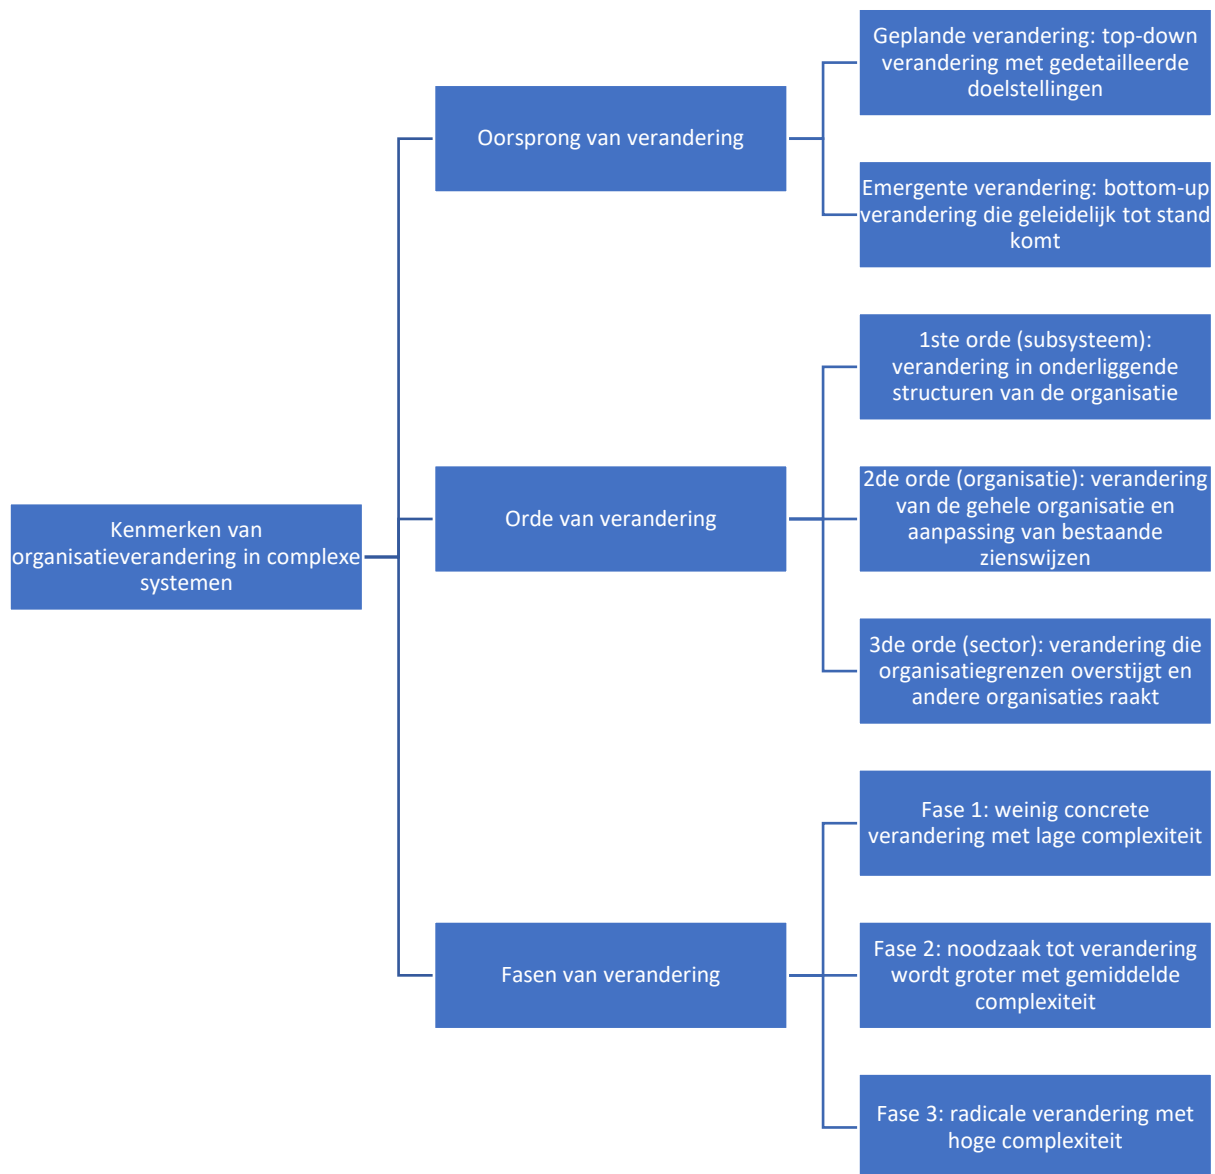 Geplande verandering: top-down
verandering met gedetailleerde
doelstellingen
Oorsprong van verandering
Emergente verandering: bottom-up
verandering die geleidelijk tot stand
komt
1ste orde (subsysteem):
verandering in onderliggende
structuren van de organisatie
Kenmerken van
organisatieverandering in complexe
systemen
Orde van verandering
2de orde (organisatie): verandering
van de gehele organisatie en
aanpassing van bestaande
zienswijzen
3de orde (sector): verandering die
organisatiegrenzen overstijgt en
andere organisaties raakt
Fase 1: weinig concrete
verandering met lage complexiteit
Fasen van verandering
Fase 2: noodzaak tot verandering
wordt groter met gemiddelde
complexiteit
Fase 3: radicale verandering met
hoge complexiteit